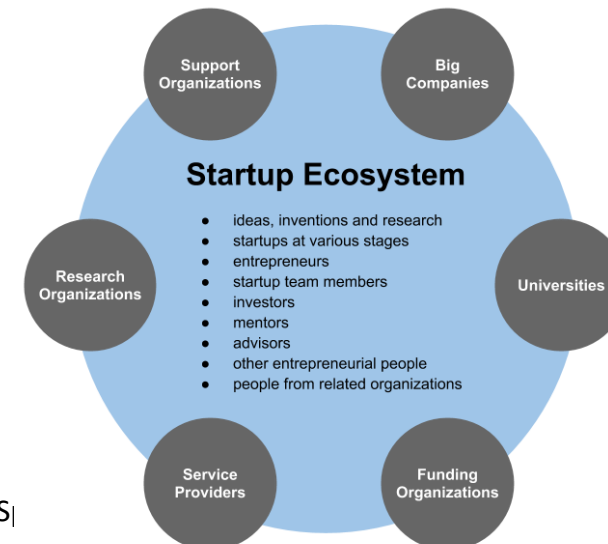 Support
Organizations
Big
Companies
Startup Ecosystem
● ideas, inventions and research
● startups at various stages
● entrepreneurs
● startup team members
● investors
● mentors
● advisors
● other entrepreneurial people
● people from related organizations
Research
Organizations
Universities
Service
Providers
Funding
Organizations